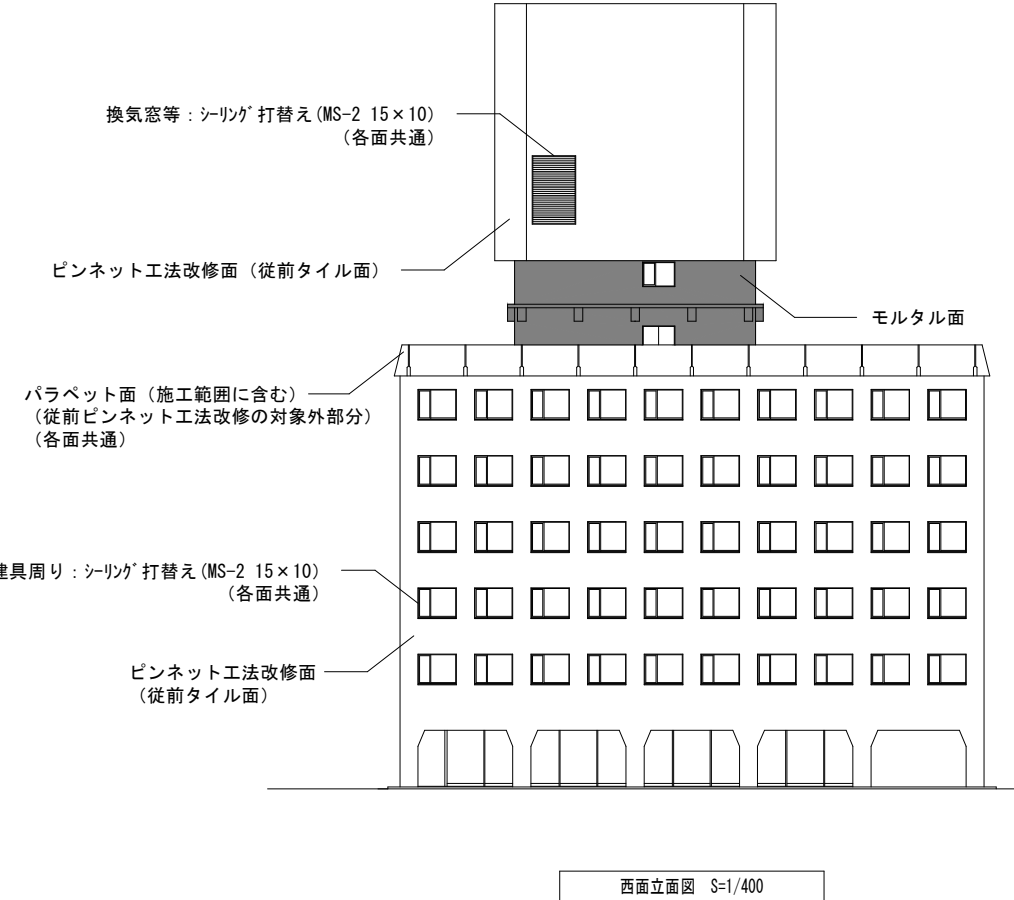 換気窓等：ｼｰﾘﾝｸﾞ打替え(MS-2 15×10)
（各面共通）
ピンネット工法改修面（従前タイル面）
モルタル面
パラペット面（施工範囲に含む）
（従前ピンネット工法改修の対象外部分）
（各面共通）
建具周り：ｼｰﾘﾝｸﾞ打替え(MS-2 15×10)
（各面共通）
ピンネット工法改修面
（従前タイル面）
西面立面図 S=1/400